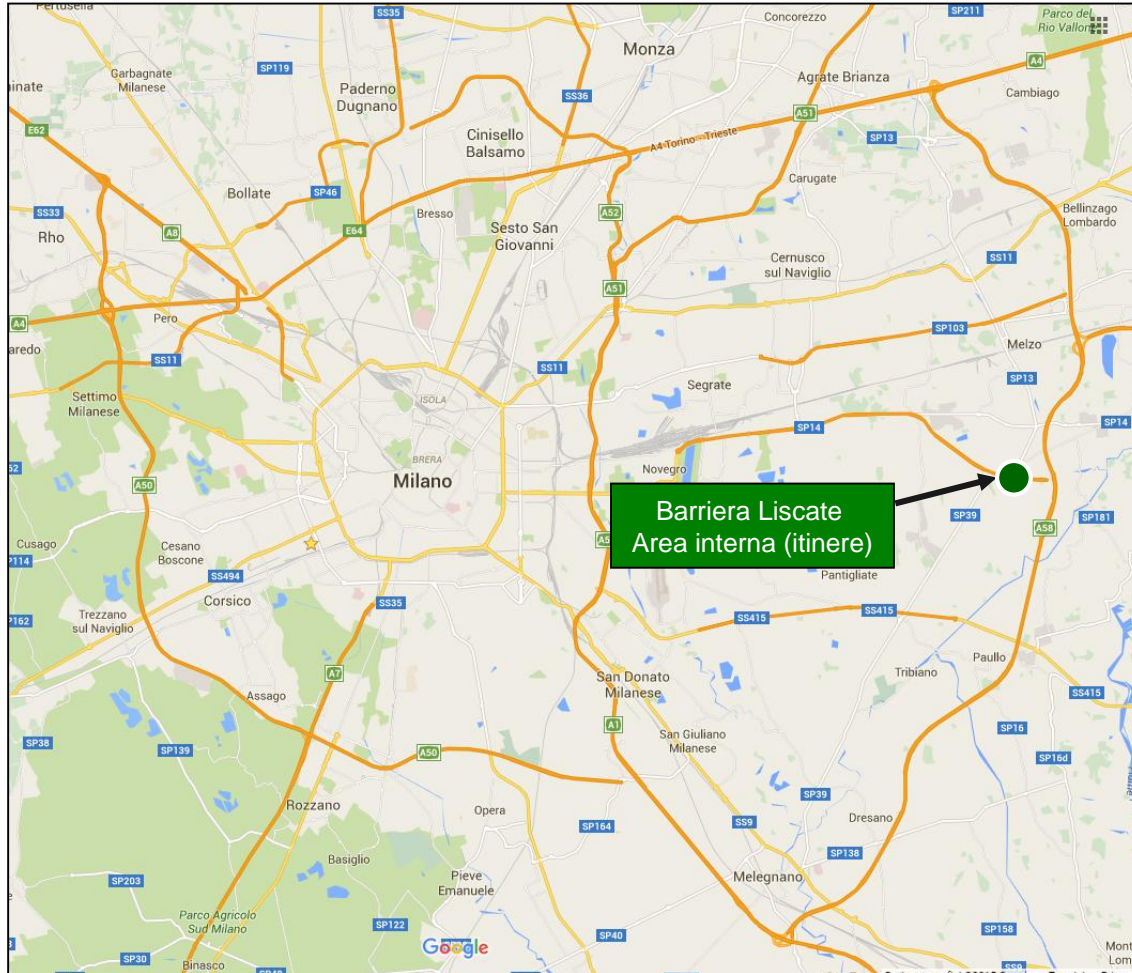 Pertusella
SS35
SP211
Parco del
Rio Vallone
Concorezzo
Monza
Garbagnate
Milanese
SP119
Paderno
Dugnano
SS36
Agrate Brianza
A4
Cambiago
A51
E62
Cinisello
Balsamo
A4 Torino - Trieste
SP13
Bollate
SP46
Carugate
SS33
Rho
A8
E64
Bresso
Sesto San
Giovanni
A52
Bellinzago
Lombardo
Cernusco
sul Naviglio
SS11
A51
A4
Pero
SP103
SS11
SS11
Melzo
Settimo
Milanese
ISOLA
Segrate
SP13
SP14
SP14
BRERA
Milano
Novegro
A50
Barriera Liscate
Area interna (itinere)
SP39
SP181
A58
Cusago
Cesano
Boscone
SP114
SS494
Pantigliate
Corsico
SS35
Trezzano
sul Naviglio
SS415
SS415
Paullo
Tribiano
San Donato
Milanese
A7
Assago
SS415
A1
San Giuliano
Milanese
SP16
SP38
SP139
A50
SP16d
SP39
Rozzano
Opera
SP164
SS9
Dresano
SP138
Basiglio
Pieve
Emanuele
Melegnano
SP203
Parco Agricolo
Sud Milano
SP122
SP158
Google
SP40
SP30
Binasco
SS9